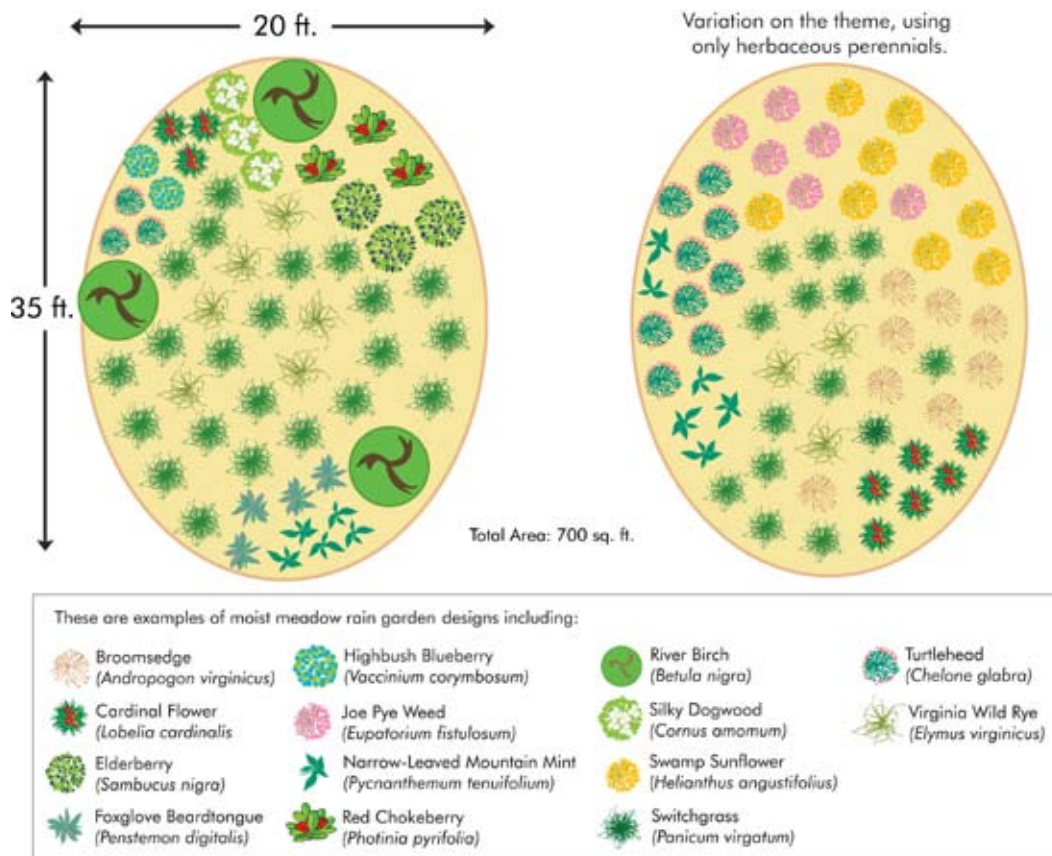 20 ft.
Variation on the theme, using
only herbaceous perennials.
35 ft.
Total Area: 700 sq. ft.
These are examples of moist meadow rain garden designs including:
Broomsedge
(Andropogon virginicus)
Cardinal Flower
(Lobelia cardinalis
Elderberry
(Sambucus nigra)
Foxglove Beardtongue
(Penstemon digitalis)
Highbush Blueberry
(Vaccinium corymbosum)
Joe Pye Weed
(Eupatorium fistulosum)
Narrow-Leaved Mountain Mint
(Pycnanthemum tenuifolium)
Red Chokeberry
(Photinia pyrifolia)
River Birch
(Betula nigra)
Silky Dogwood
(Cornus amomum)
Swamp Sunflower
(Helianthus angustifolius)
Switchgrass
(Panicum virgatum)
Turtlehead
(Chelone glabra)
Virginia Wild Rye
(Elymus virginicus)